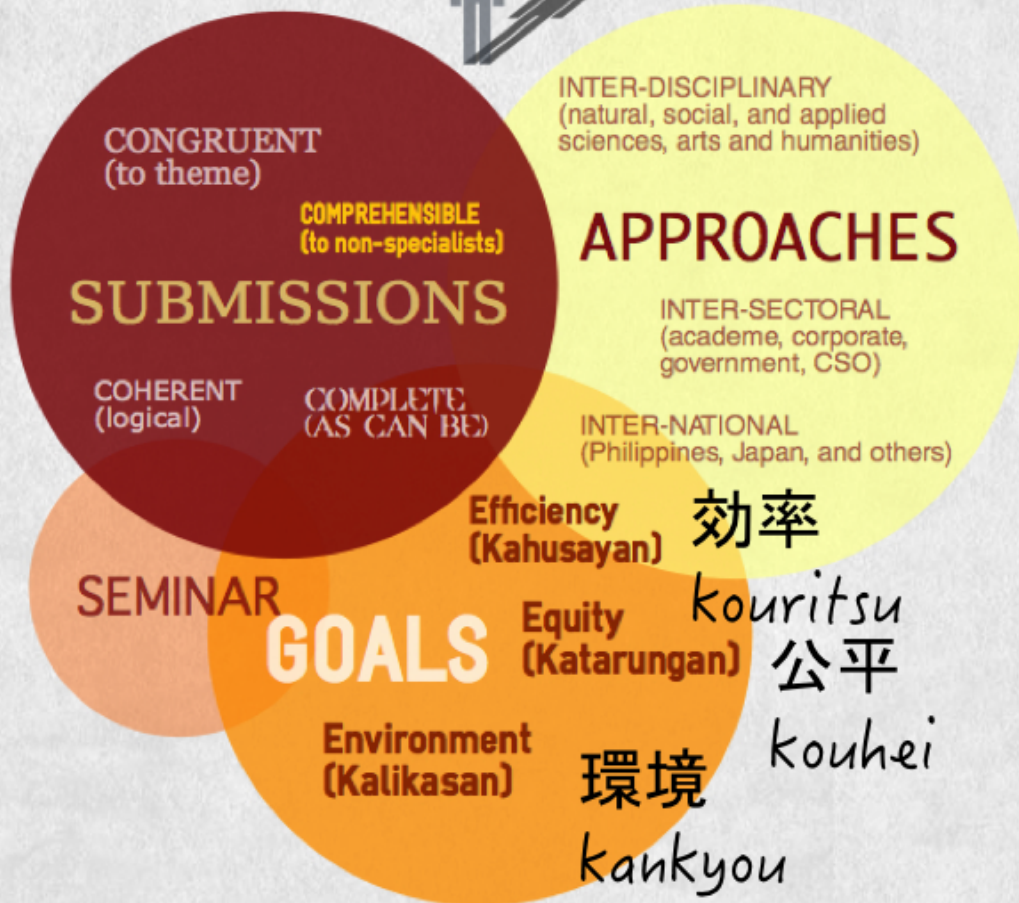 CONGRUENT
(to theme)
COMPREHENSIBLE
(to non-specialists)
SUBMISSIONS
COHERENT
(logical)
COMPLETE
(AS CAN BE)
INTER-DISCIPLINARY
(natural, social, and applied
sciences, arts and humanities)
APPROACHES
INTER-SECTORAL
(academe, corporate,
government, CSO)
INTER-NATIONAL
(Philippines, Japan, and others)
SEMINAR
GOALS
Efficiency
(Kahusayan)
効率
kouritsu
Equity
(Katarungan)
公平
kouhei
Environment
(Kalikasan)
環境
kankyou